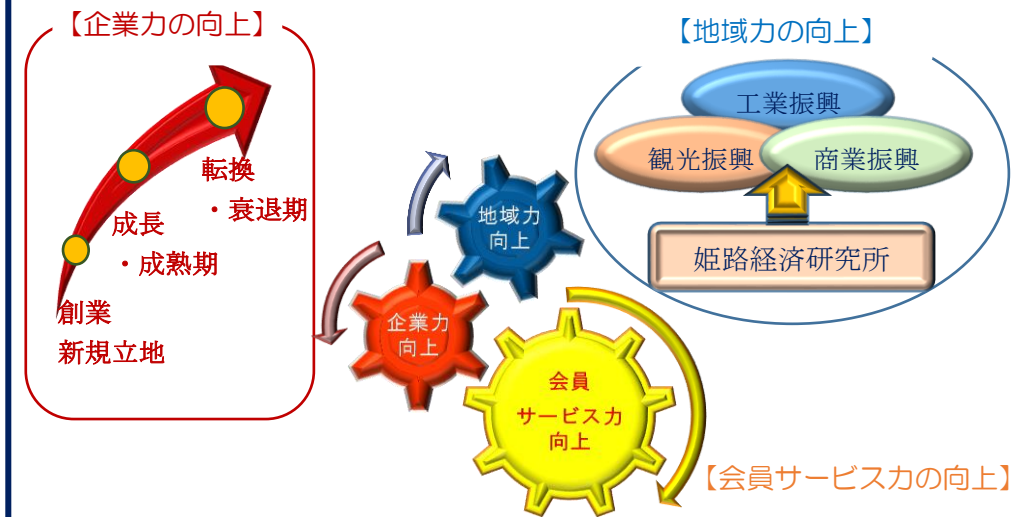 【企業力の向上】
転換
・衰退期
成長
・成熟期
創業
新規立地
【地域力の向上】
工業振興
観光振興
商業振興
姫路経済研究所
地域力
向上
企業力
向上
会員
サービス力
向上
【会員サービス力の向上】